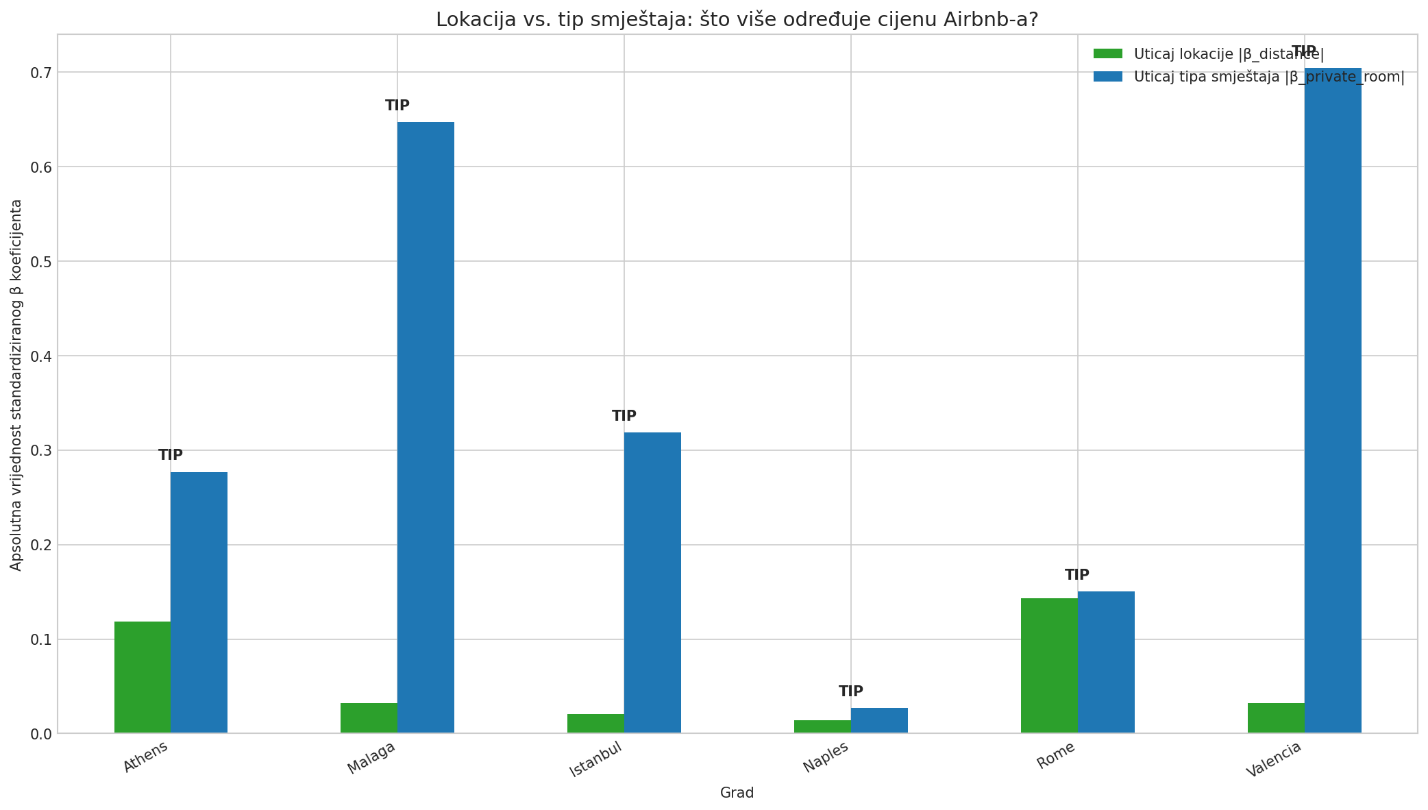 Lokacija vs. tip smještaja: što više određuje cijenu Airbnb-a?
Uticaj lokacije |β_distance|
Uticaj tipa smještaja |β_private_room|
Apsolutna vrijednost standardiziranog β koeficijenta
0.7
0.6
0.5
0.4
0.3
0.2
0.1
0.0
TIP
TIP
TIP
TIP
TIP
TIP
Athens
Malaga
Istanbul
Naples
Rome
Valencia
Grad